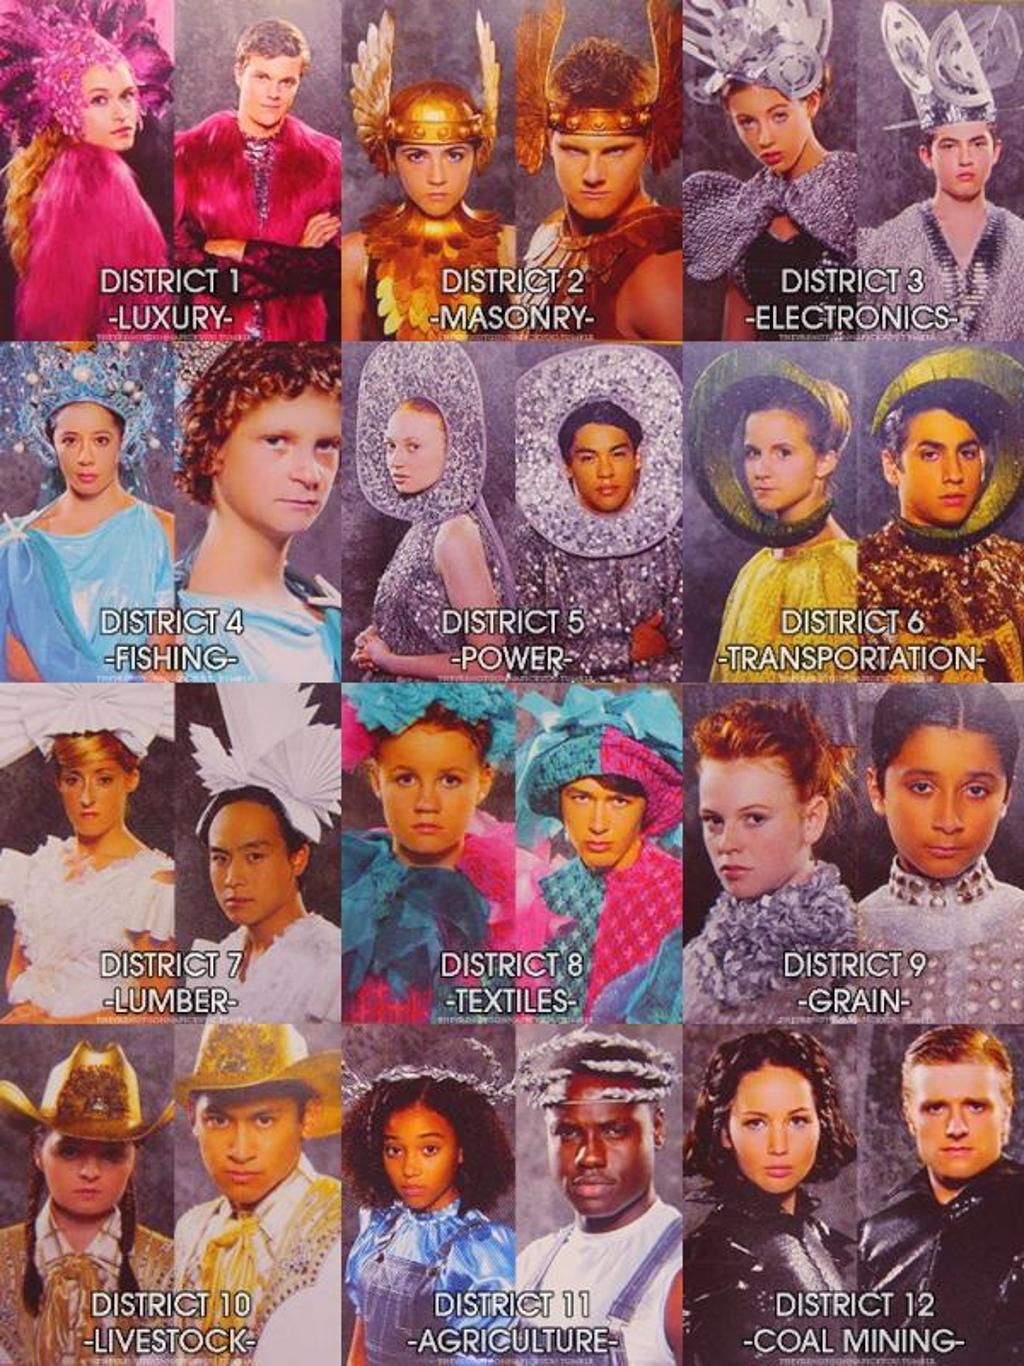 DISTRICT 1
-LUXURY-
DISTRICT 2
-MASONRY-
DISTRICT 3
-ELECTRONICS-
DISTRICT 4
-FISHING-
DISTRICT 5
-POWER-
DISTRICT 6
-TRANSPORTATION-
DISTRICT 7
-LUMBER-
DISTRICT 8
-TEXTILES-
DISTRICT 9
-GRAIN-
DISTRICT 10
-LIVESTOCK-
DISTRICT 11
-AGRICULTURE-
DISTRICT 12
-COAL MINING-